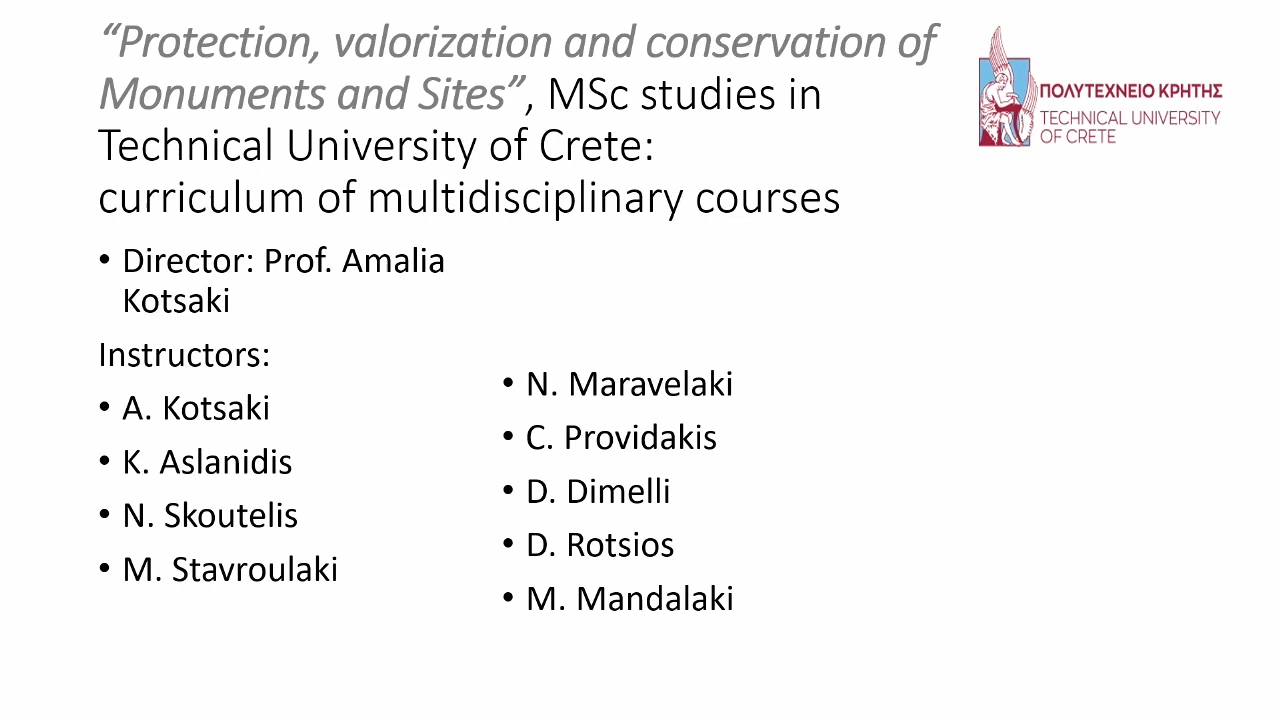 “Protection, valorization and conservation of
Monuments and Sites”, MSc studies in
Technical University of Crete:
curriculum of multidisciplinary courses
ΠΟΛΥΤΕΧΝΕΙΟ ΚΡΗΤΗΣ
TECHNICAL UNIVERSITY
OF CRETE
• Director: Prof. Amalia
Kotsaki
Instructors:
• A. Kotsaki
• K. Aslanidis
• N. Skoutelis
• M. Stavroulaki
• N. Maravelaki
• C. Providakis
• D. Dimelli
• D. Rotsios
• M. Mandalaki